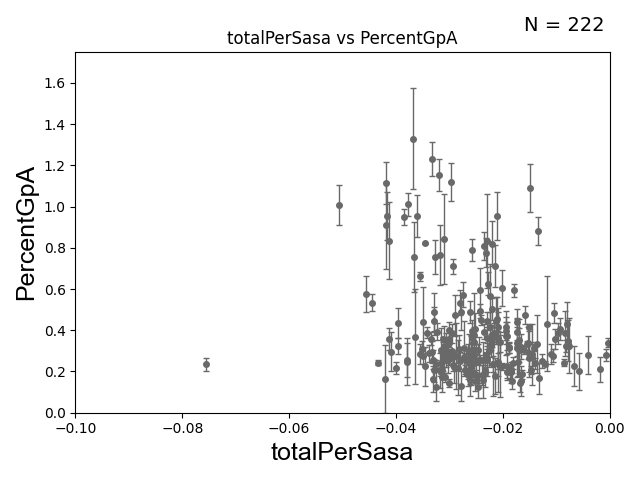 N = 222
totalPerSasa vs PercentGpA
PercentGpA
1.6
1.4
1.2
1.0
0.8
0.6
0.4
0.2
0.0
−0.10 −0.08 −0.06 −0.04 −0.02 0.00
totalPerSasa